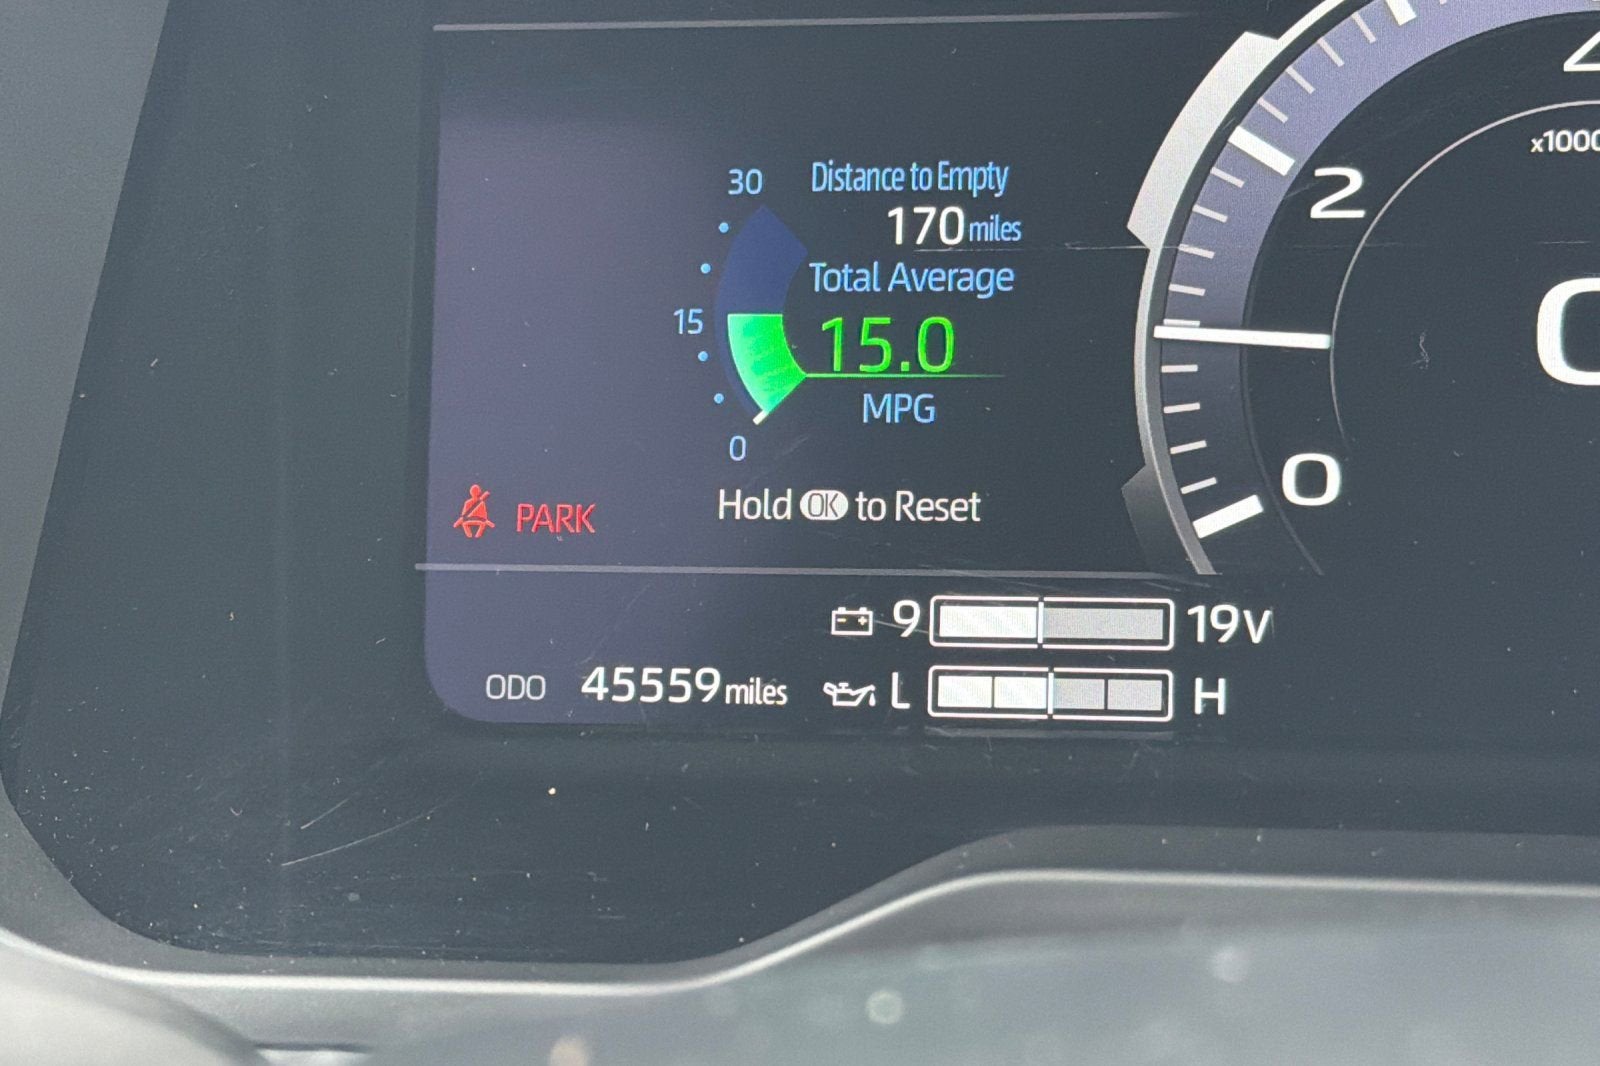 30
Distance to Empty
170 miles
Total Average
15
15.0
MPG
0
Hold OK to Reset
PARK
9 19V
ODO 45559 miles L H
x1000
2
0